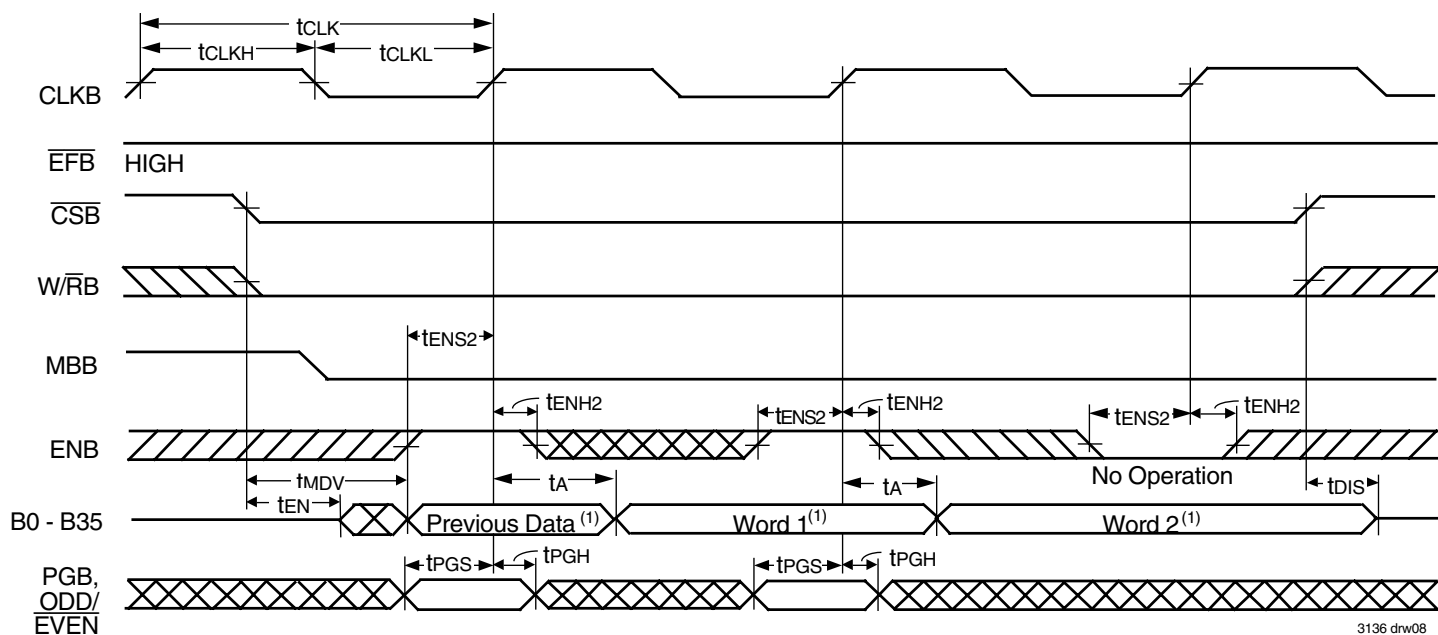 tCLK
tCLKH
tCLKL
CLKB
EFB
HIGH
CSB
W/RB
tENS2
MBB
tENH2
tENS2
tENH2
tENS2
tENH2
ENB
No Operation
tMDV
tA
tA
tDIS
tEN
B0 - B35
Previous Data (1)
Word 1(1)
Word 2(1)
tPGS
tPGH
tPGS
tPGH
PGB,
ODD/
EVEN
3136 drw08